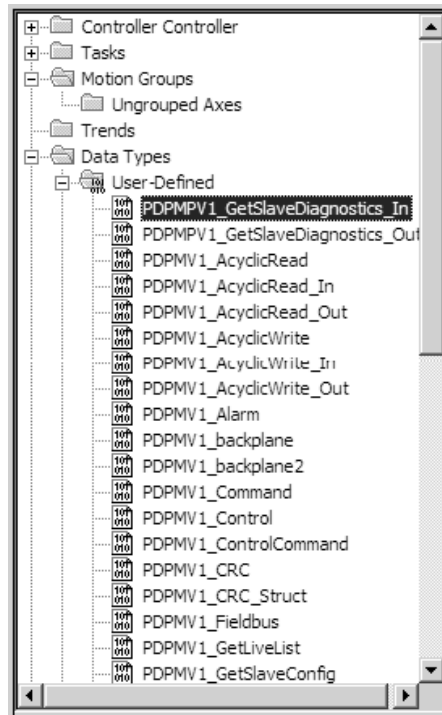 Controller Controller
Tasks
Motion Groups
Ungrouped Axes
Trends
Data Types
User-Defined
PDPMPV1_GetSlaveDiagnostics_In
PDPMPV1_GetSlaveDiagnostics_Out
PDPMV1_AcyclicRead
PDPMV1_AcyclicRead_In
PDPMV1_AcyclicRead_Out
PDPMV1_AcyclicWrite
PDPMV1_AcyclicWrite_In
PDPMV1_AcyclicWrite_Out
PDPMV1_Alarm
PDPMV1_backplane
PDPMV1_backplane2
PDPMV1_Command
PDPMV1_Control
PDPMV1_ControlCommand
PDPMV1_CRC
PDPMV1_CRC_Struct
PDPMV1_Fieldbus
PDPMV1_GetLiveList
PDPMV1_GetSlaveConfig